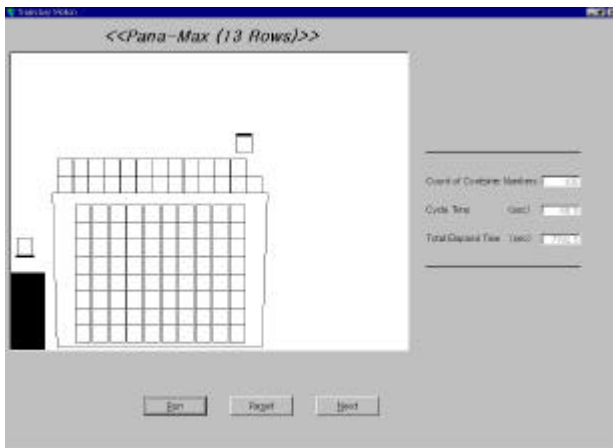 <<Pana-Max (13 Rows)>>
Count of Container Numbers
Cycle Time (sec)
Total Elapsed Time (sec)
Run Reset Next